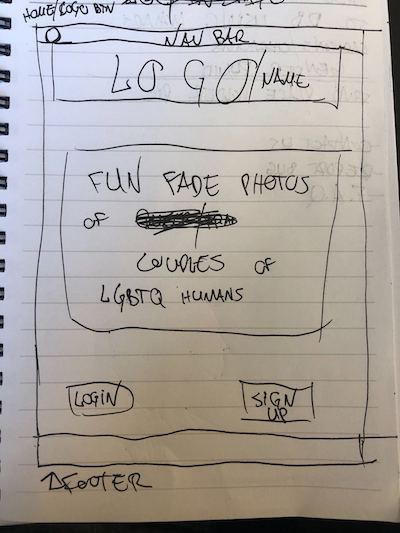 HOME/LOGO BTN
NAV BAR
LOGO/NAME
FUN FADE PHOTOS
OF
COUPLES OF
LGBTQ HUMANS
LOGIN
SIGN
UP
FOOTER